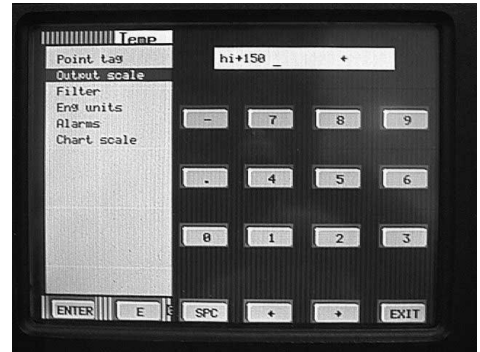 Temp
Point tag
Output scale
Filter
Eng units
Alarms
Chart scale
hi→150 _ ←
- 7 8 9
. 4 5 6
0 1 2 3
ENTER E SPC ← → EXIT